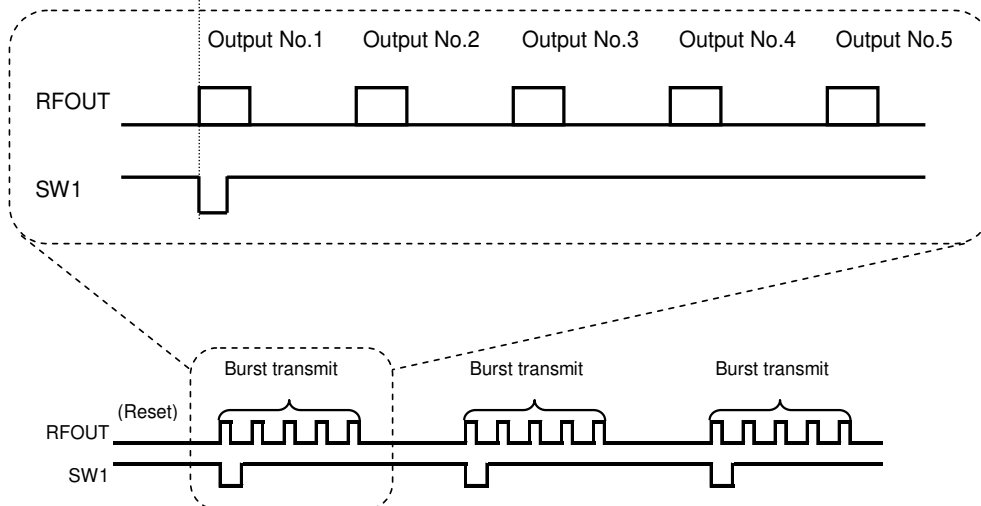 Output No.1 Output No.2 Output No.3 Output No.4 Output No.5
RFOUT
SW1
Burst transmit Burst transmit Burst transmit
(Reset)
RFOUT
SW1